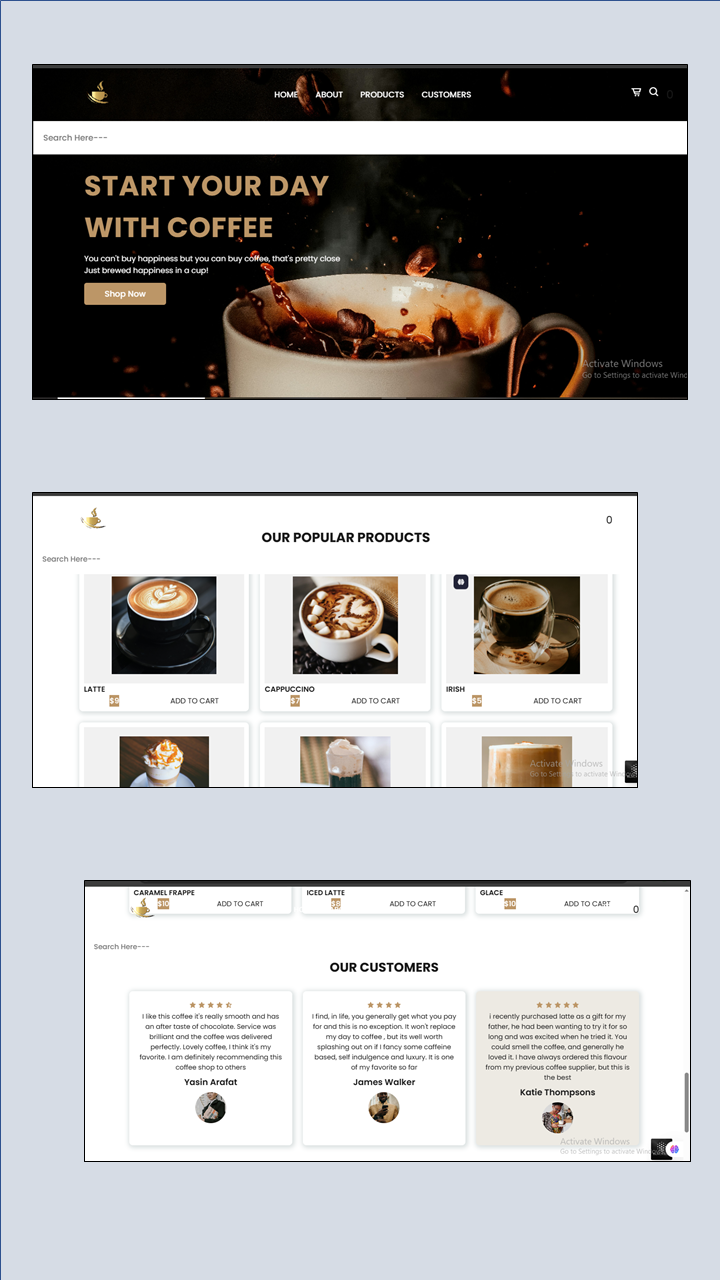 HOME ABOUT PRODUCTS CUSTOMERS 0
Search Here---
START YOUR DAY
WITH COFFEE
You can't buy happiness but you can buy coffee, that's pretty close
Just brewed happiness in a cup!
Shop Now
Activate Windows
Go to Settings to activate Winc
0
OUR POPULAR PRODUCTS
Search Here---
LATTE CAPPUCCINO IRISH
$9 ADD TO CART $7 ADD TO CART $5 ADD TO CART
Activate Windows
Go to Settings to activate Window
CARAMEL FRAPPE ICED LATTE GLACE
$10 ADD TO CART $8 ADD TO CART $10 ADD TO CART
0
Search Here---
OUR CUSTOMERS
I like this coffee it's really smooth and has
an after taste of chocolate. Service was
brilliant and the coffee was delivered
perfectly. Lovely coffee, I think it's my
favorite. I am definitely recommending this
coffee shop to others
Yasin Arafat
I find, in life, you generally get what you pay
for and this is no exception. It won't replace
my day to coffee , but its well worth
splashing out on if I fancy some caffeine
based, self indulgence and luxury. It is one
of my favorite so far
James Walker
i recently purchased latte as a gift for my
father, he had been wanting to try it for so
long and was excited when he tried it. You
could smell the coffee, and generally he
loved it. I have always ordered this flavour
from my previous coffee supplier, but this is
the best
Katie Thompsons
Activate Windows
Go to Settings to activate Window